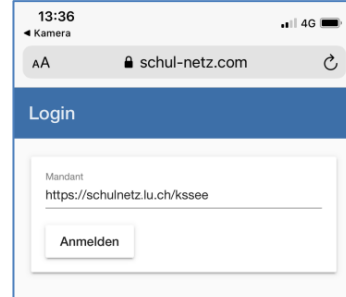 13:36
4G
◀ Kamera
AA schul-netz.com
Login
Mandant
https://schulnetz.lu.ch/kssee
Anmelden